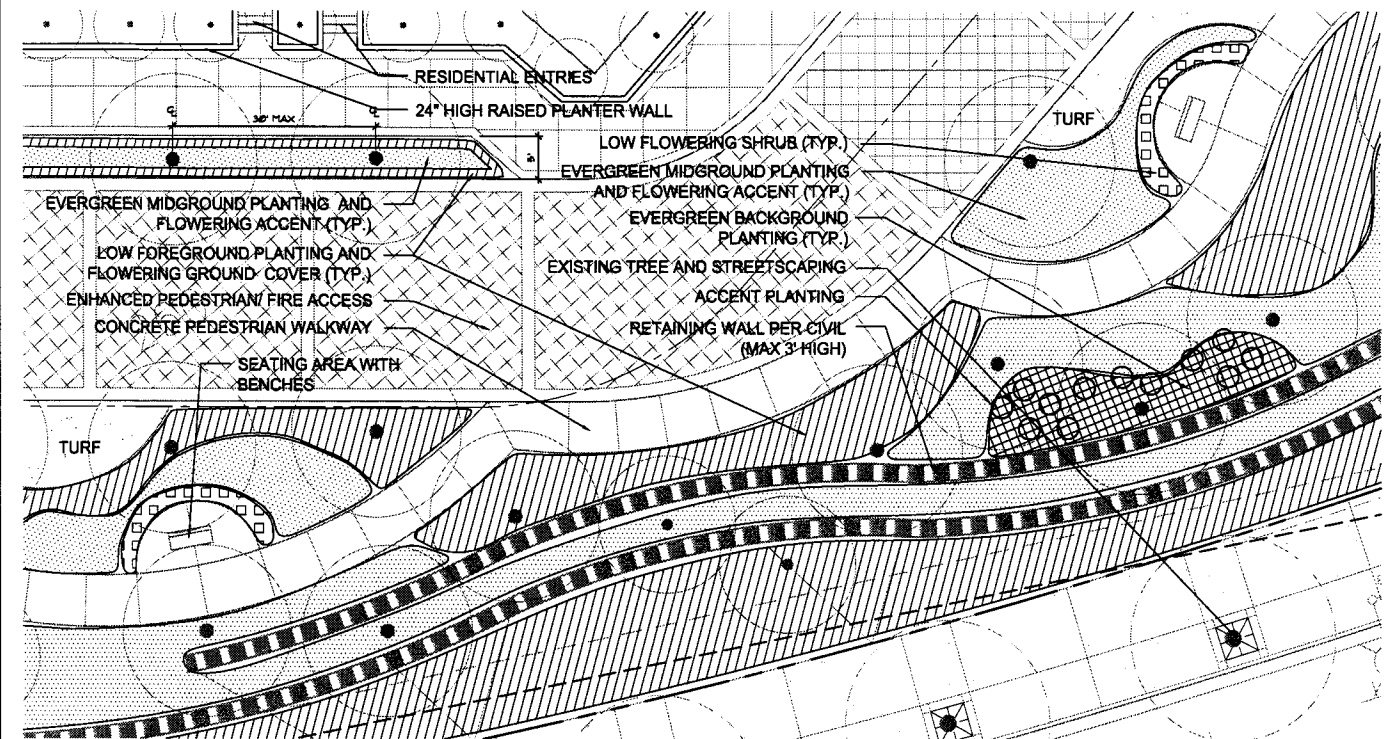 RESIDENTIAL ENTRIES
24" HIGH RAISED PLANTER WALL
30' MAX
TURF
LOW FLOWERING SHRUB (TYP.)
EVERGREEN MIDGROUND PLANTING
AND FLOWERING ACCENT (TYP.)
EVERGREEN BACKGROUND
PLANTING (TYP.)
EXISTING TREE AND STREETSCAPING
ACCENT PLANTING
RETAINING WALL PER CIVIL
(MAX 3' HIGH)
EVERGREEN MIDGROUND PLANTING AND
FLOWERING ACCENT (TYP.)
LOW FOREGROUND PLANTING AND
FLOWERING GROUND COVER (TYP.)
ENHANCED PEDESTRIAN/ FIRE ACCESS
CONCRETE PEDESTRIAN WALKWAY
SEATING AREA WITH
BENCHES
TURF